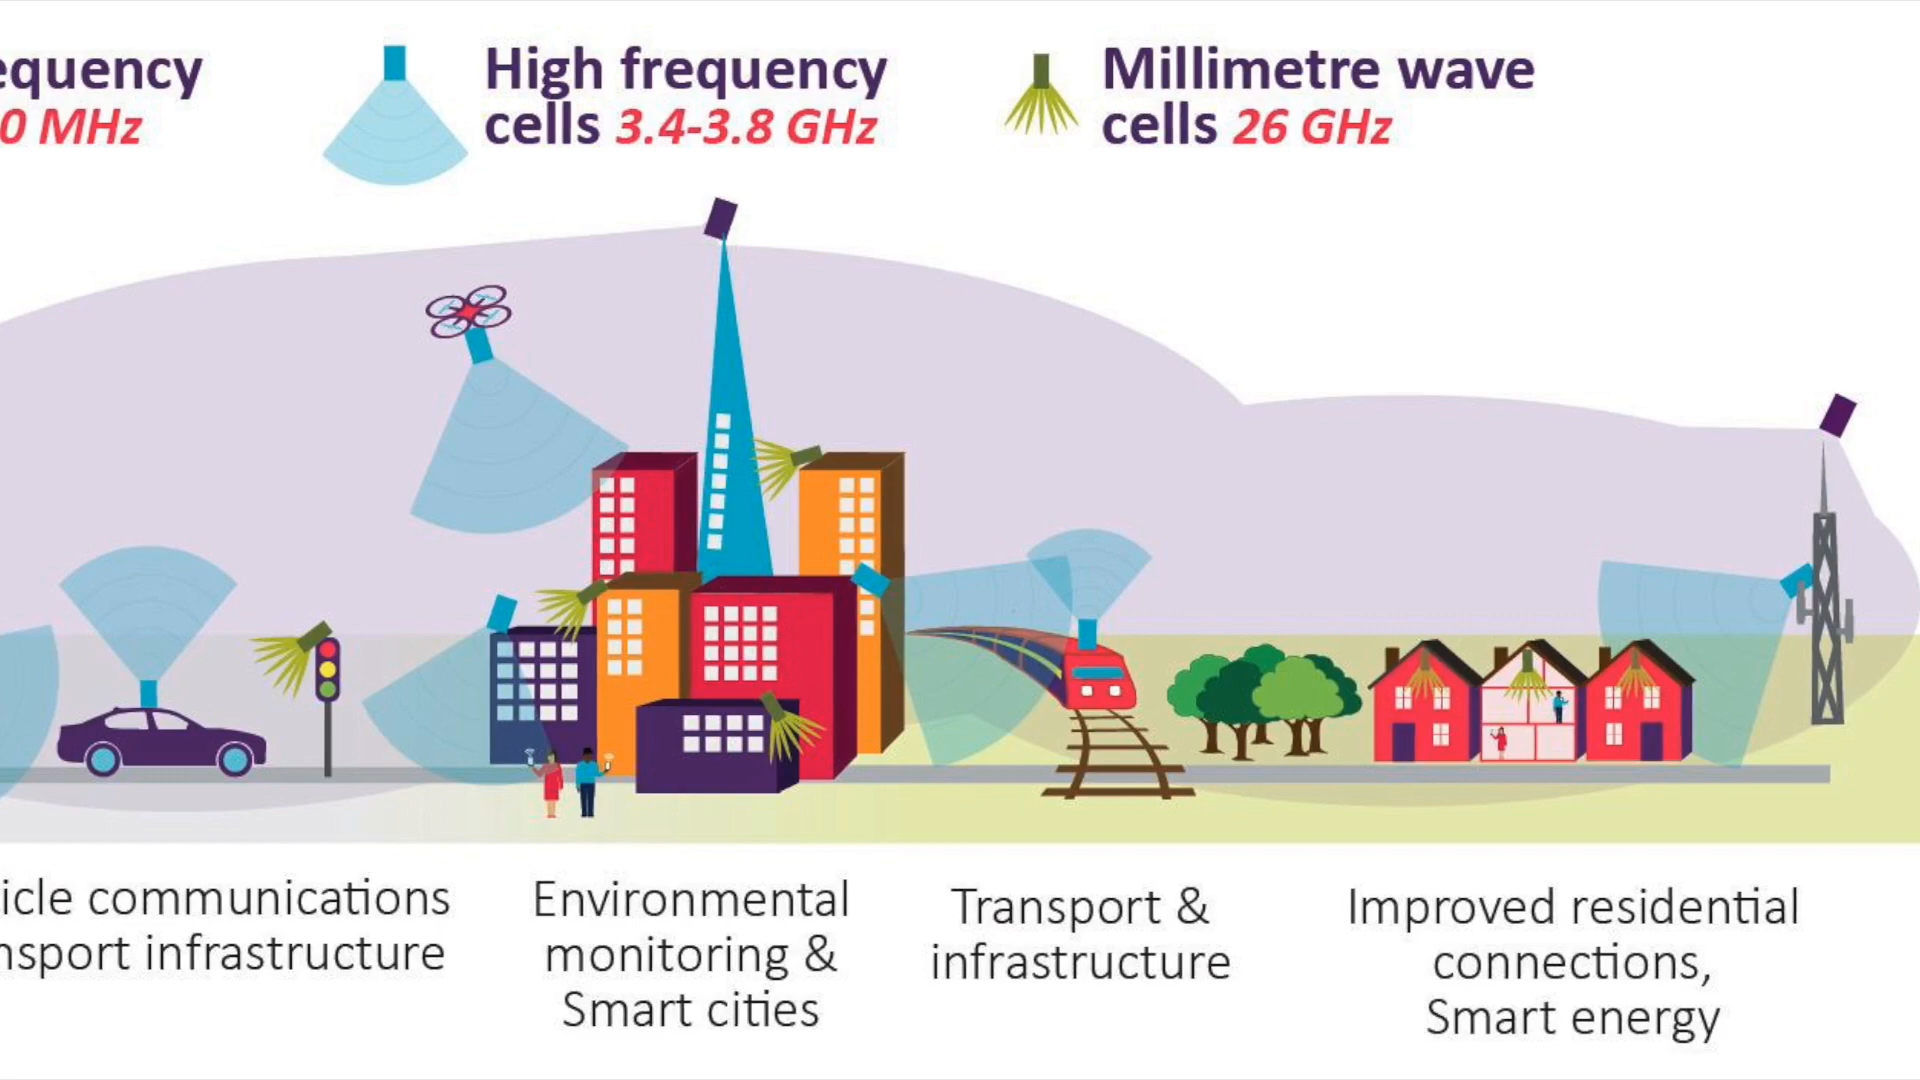 equency
0 MHz
High frequency
cells 3.4-3.8 GHz
Millimetre wave
cells 26 GHz
icle communications
nsport infrastructure
Environmental
monitoring &
Smart cities
Transport &
infrastructure
Improved residential
connections,
Smart energy